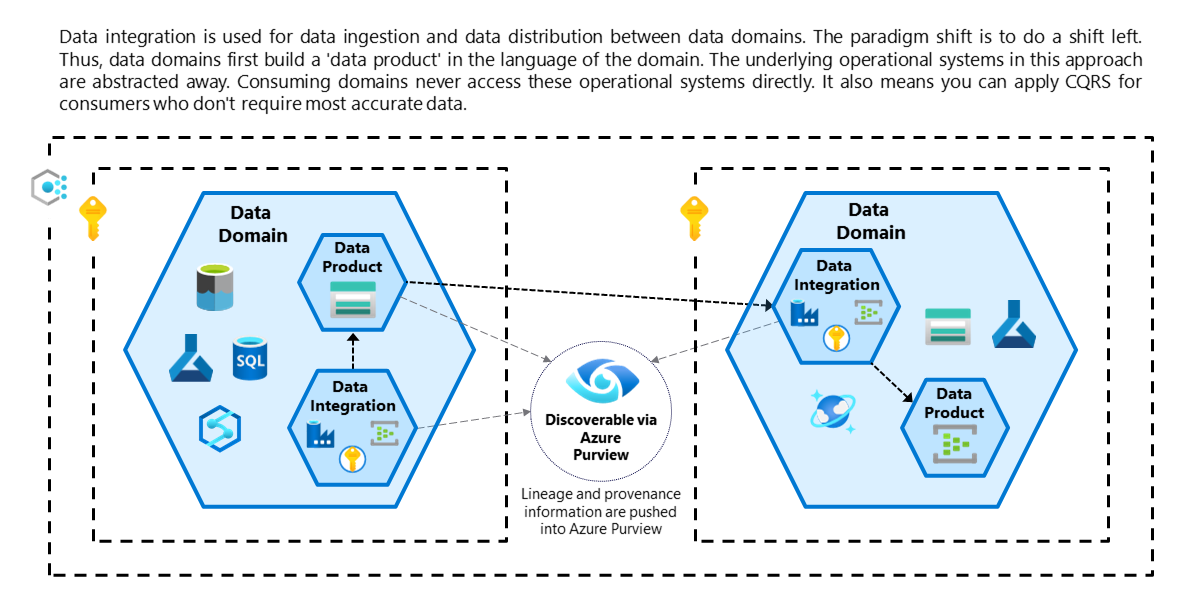 Data integration is used for data ingestion and data distribution between data domains. The paradigm shift is to do a shift left.
Thus, data domains first build a 'data product' in the language of the domain. The underlying operational systems in this approach
are abstracted away. Consuming domains never access these operational systems directly. It also means you can apply CQRS for
consumers who don't require most accurate data.
Data
Domain
Data
Product
SQL
Data
Integration
Discoverable via
Azure
Purview
Lineage and provenance
information are pushed
into Azure Purview
Data
Domain
Data
Integration
Data
Product